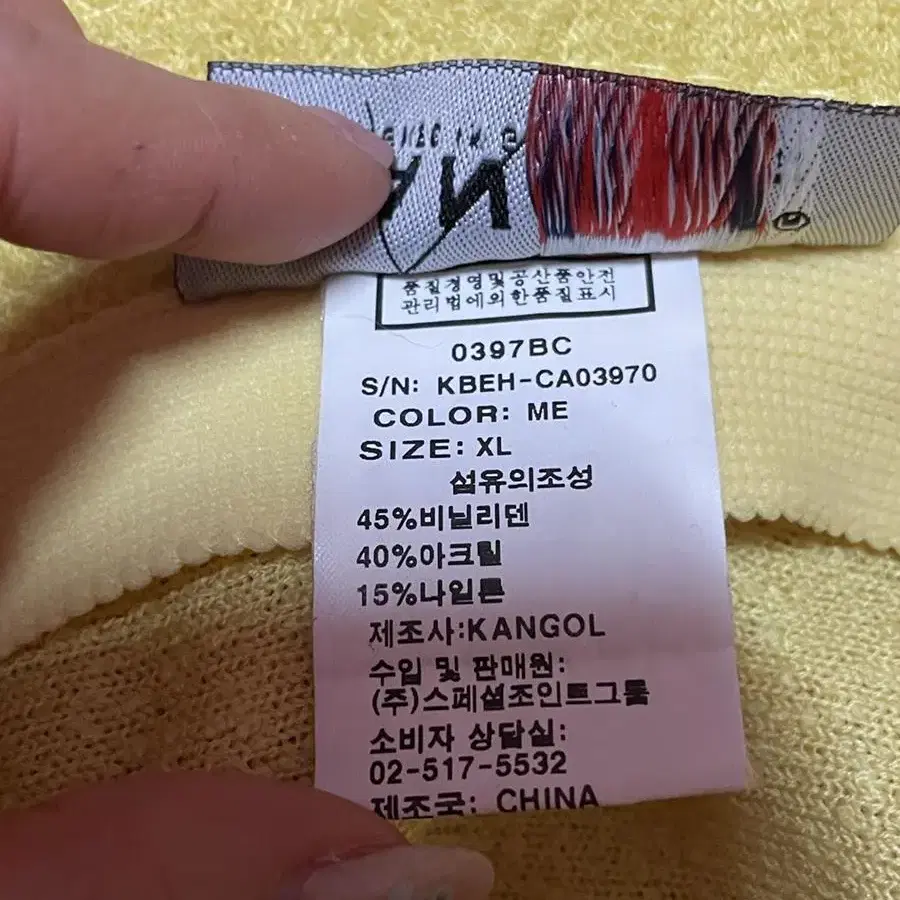 품질경영및공산품안전
관리법에의한품질표시
0397BC
S/N: KBEH-CA03970
COLOR: ME
SIZE: XL
섬유의조성
45%비닐리덴
40%아크릴
15%나일론
제조사:KANGOL
수입 및 판매원:
(주)스페셜조인트그룹
소비자 상담실:
02-517-5532
제조국: CHINA